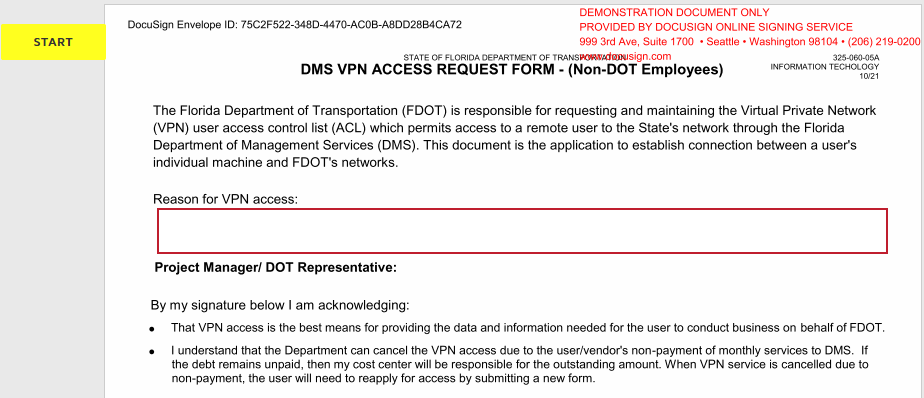 DocuSign Envelope ID: 75C2F522-348D-4470-AC0B-A8DD28B4CA72
DEMONSTRATION DOCUMENT ONLY
PROVIDED BY DOCUSIGN ONLINE SIGNING SERVICE
999 3rd Ave, Suite 1700 • Seattle • Washington 98104 • (206) 219-0200
www.docusign.com
START
STATE OF FLORIDA DEPARTMENT OF TRANSPORTATION
DMS VPN ACCESS REQUEST FORM - (Non-DOT Employees)
325-060-05A
INFORMATION TECHOLOGY
10/21
The Florida Department of Transportation (FDOT) is responsible for requesting and maintaining the Virtual Private Network
(VPN) user access control list (ACL) which permits access to a remote user to the State's network through the Florida
Department of Management Services (DMS). This document is the application to establish connection between a user's
individual machine and FDOT's networks.
Reason for VPN access:
Project Manager/ DOT Representative:
By my signature below I am acknowledging:
• That VPN access is the best means for providing the data and information needed for the user to conduct business on behalf of FDOT.
• I understand that the Department can cancel the VPN access due to the user/vendor's non-payment of monthly services to DMS. If
the debt remains unpaid, then my cost center will be responsible for the outstanding amount. When VPN service is cancelled due to
non-payment, the user will need to reapply for access by submitting a new form.